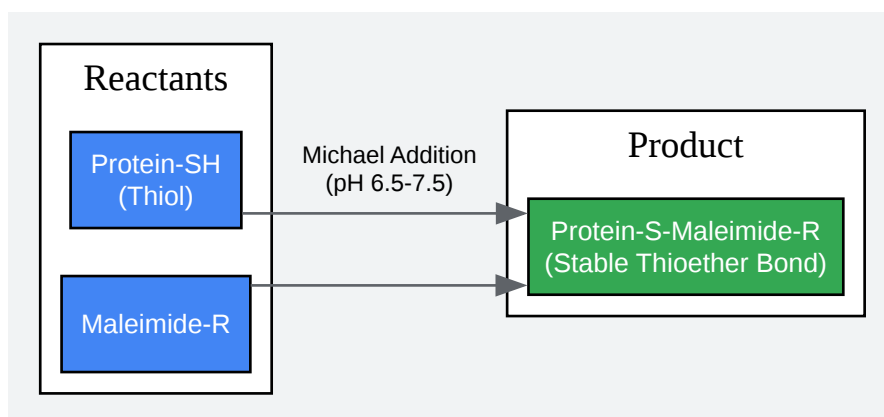 Reactants
Protein-SH
(Thiol)
Maleimide-R
Michael Addition
(pH 6.5-7.5)
Product
Protein-S-Maleimide-R
(Stable Thioether Bond)